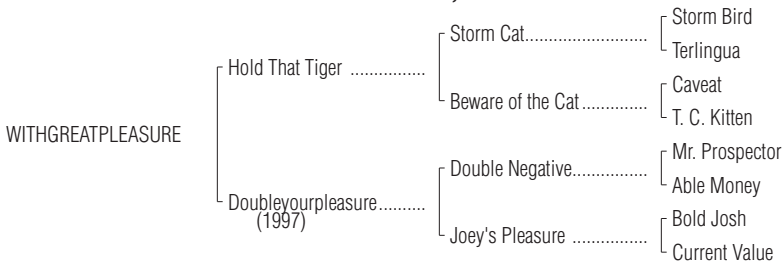 Storm Bird
Storm Cat........................
Terlingua
Hold That Tiger ................
Caveat
Beware of the Cat..............
T. C. Kitten
WITHGREATPLEASURE
Mr. Prospector
Double Negative................
Able Money
Doubleyourpleasure..........
(1997)
Bold Josh
Joey's Pleasure ................
Current Value